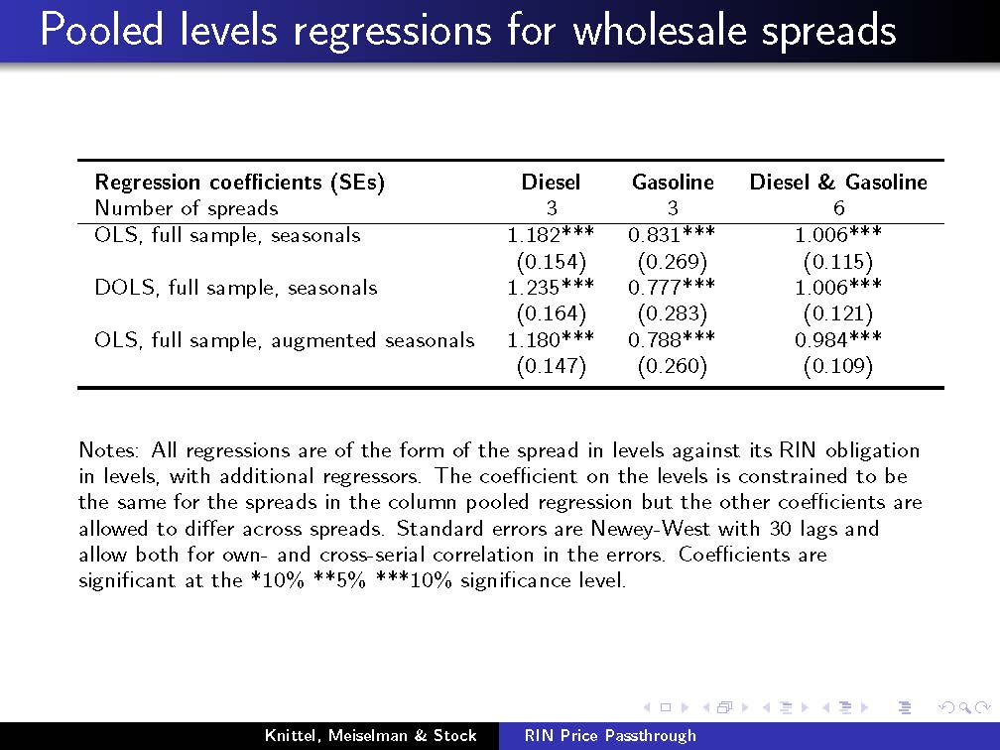 Pooled levels regressions for wholesale spreads
Regression coefficients (SEs) Diesel Gasoline Diesel & Gasoline
Number of spreads 3 3 6
OLS, full sample, seasonals 1.182*** 0.831*** 1.006***
(0.154) (0.269) (0.115)
DOLS, full sample, seasonals 1.235*** 0.777*** 1.006***
(0.164) (0.283) (0.121)
OLS, full sample, augmented seasonals 1.180*** 0.788*** 0.984***
(0.147) (0.260) (0.109)
Notes: All regressions are of the form of the spread in levels against its RIN obligation
in levels, with additional regressors. The coefficient on the levels is constrained to be
the same for the spreads in the column pooled regression but the other coefficients are
allowed to differ across spreads. Standard errors are Newey-West with 30 lags and
allow both for own- and cross-serial correlation in the errors. Coefficients are
significant at the *10% **5% ***10% significance level.
Knittel, Meiselman & Stock RIN Price Passthrough